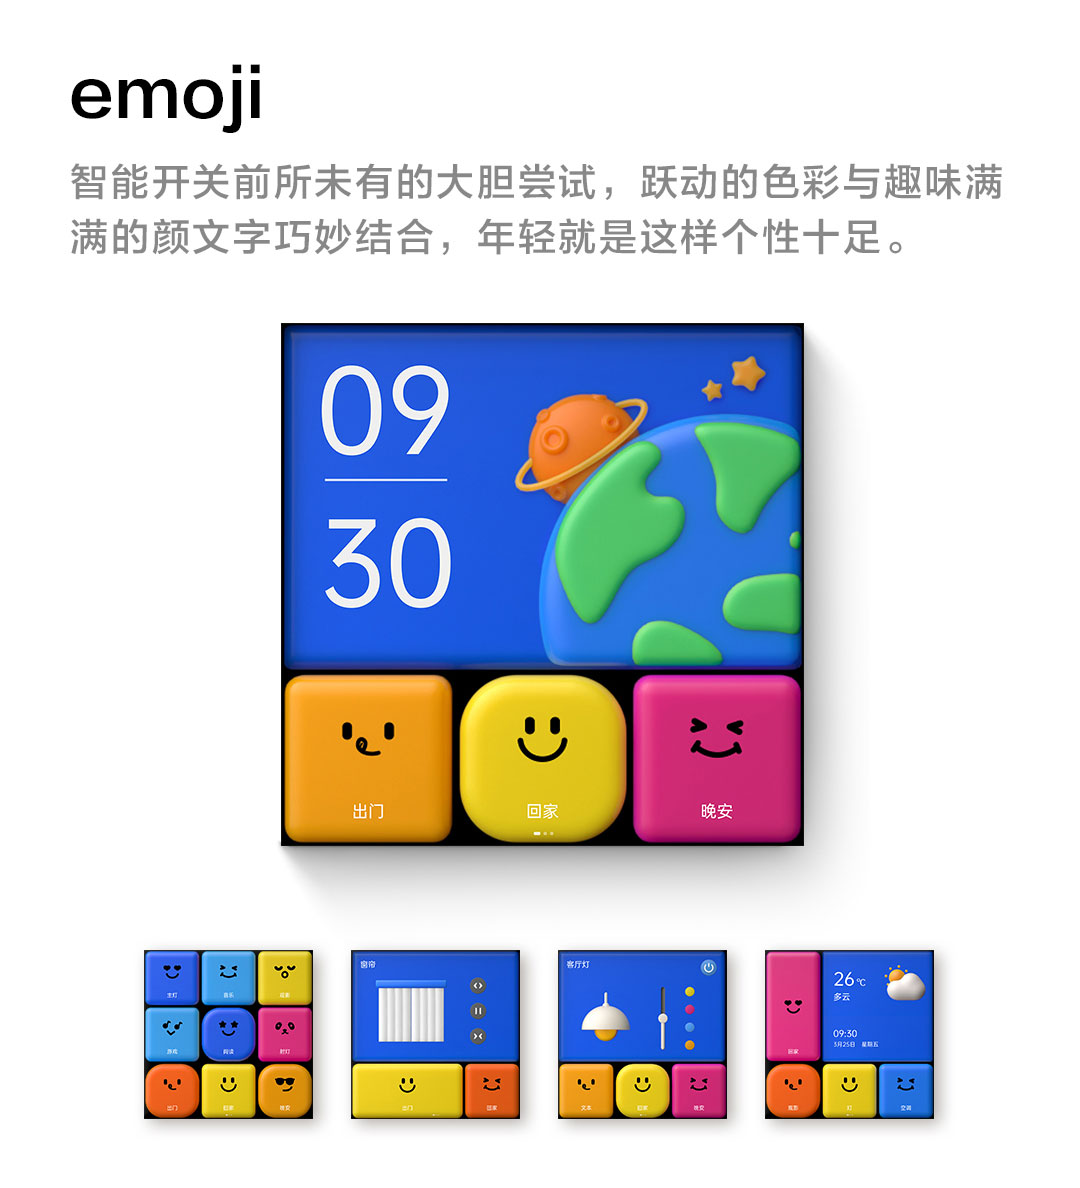 emoji
智能开关前所未有的大胆尝试，跃动的色彩与趣味满
满的颜文字巧妙结合，年轻就是这样个性十足。
09
30
出门
回家
晚安
主灯
音乐
游戏
阅读
射灯
出门
回家
晚安
窗帘
出门
回家
客厅灯
回家
晚安
26℃
多云
09:30
3月25日 星期五
回家
观影
灯
空调